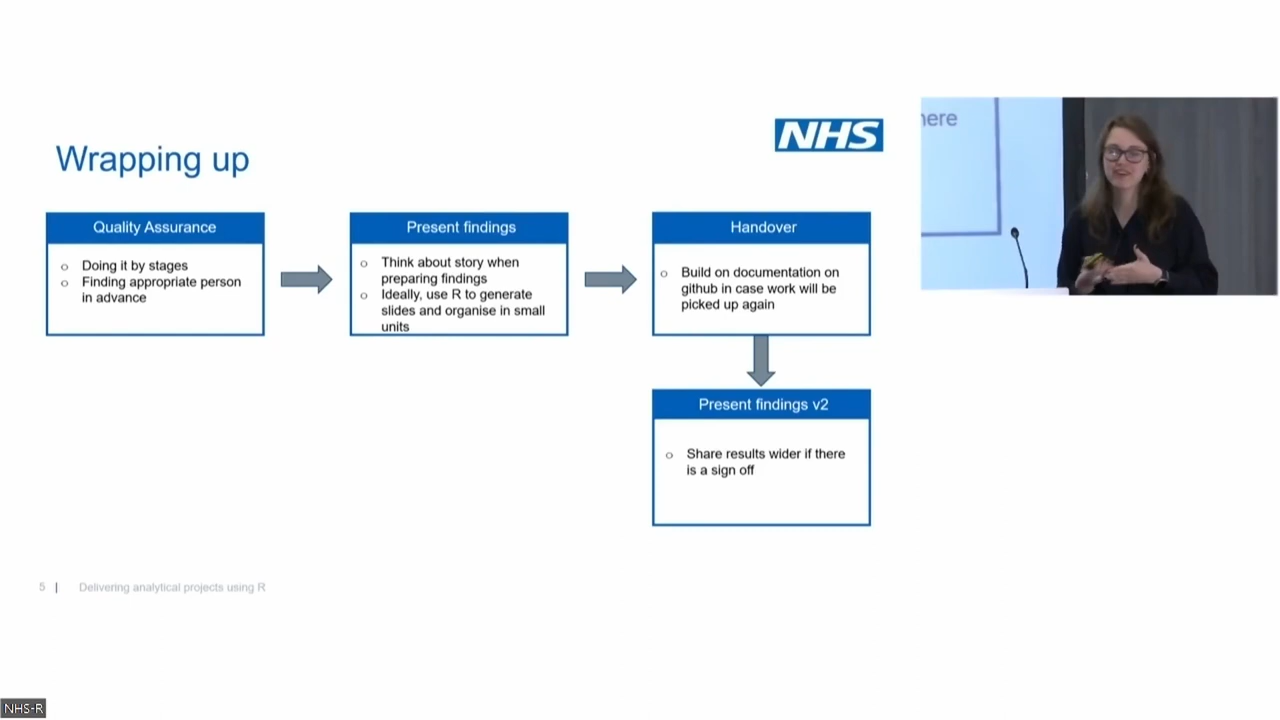 Wrapping up
NHS
here
Quality Assurance
o Doing it by stages
o Finding appropriate person
in advance
Present findings
o Think about story when
preparing findings
o Ideally, use R to generate
slides and organise in small
units
Handover
o Build on documentation on
github in case work will be
picked up again
Present findings v2
o Share results wider if there
is a sign off
5 | Delivering analytical projects using R
NHS-R